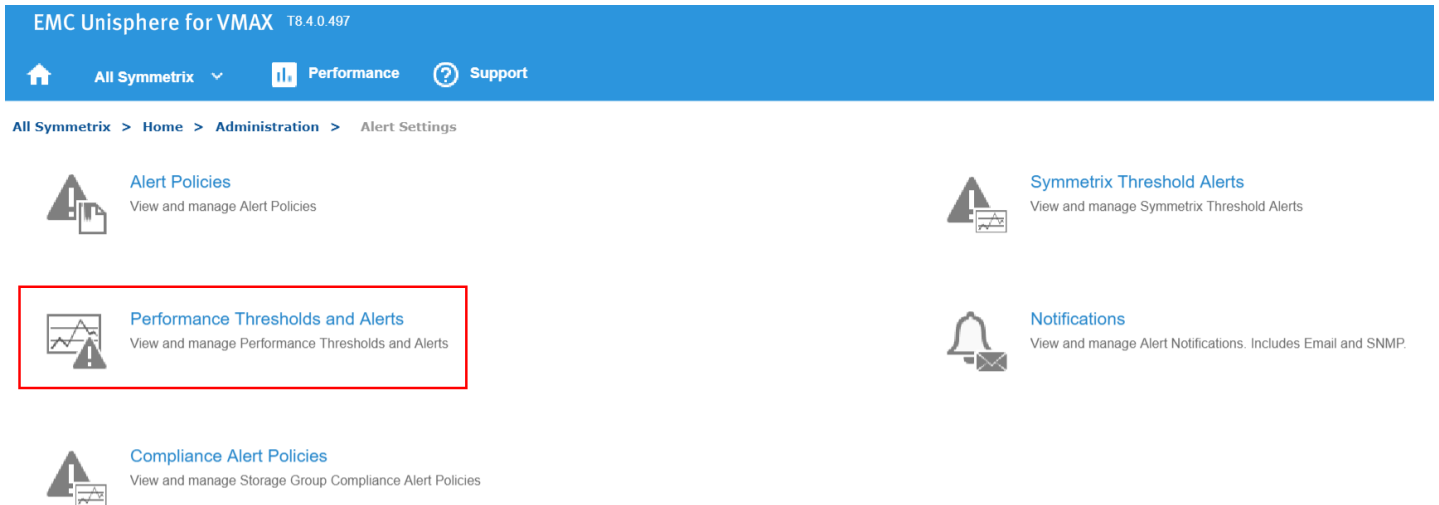 EMC Unisphere for VMAX T8.4.0.497
All Symmetrix Performance ? Support
All Symmetrix > Home > Administration > Alert Settings
Alert Policies
View and manage Alert Policies
Symmetrix Threshold Alerts
View and manage Symmetrix Threshold Alerts
Performance Thresholds and Alerts
View and manage Performance Thresholds and Alerts
Notifications
View and manage Alert Notifications. Includes Email and SNMP.
Compliance Alert Policies
View and manage Storage Group Compliance Alert Policies